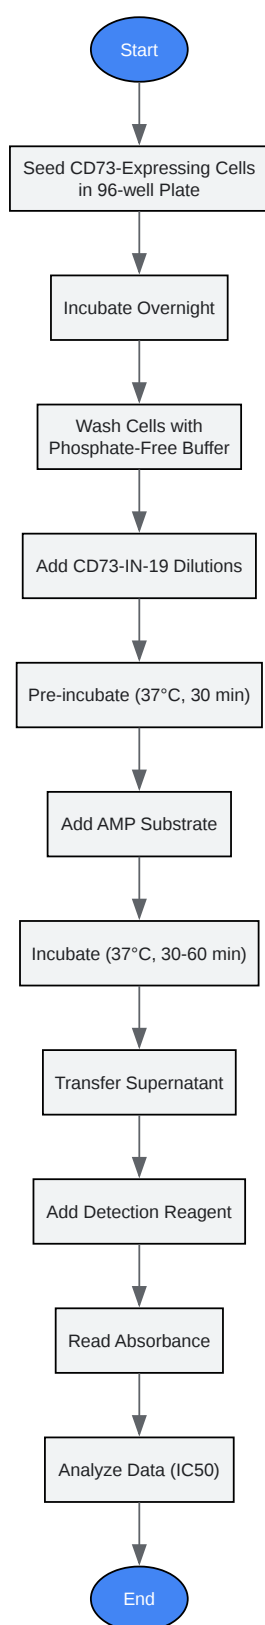 Start
Seed CD73-Expressing Cells
in 96-well Plate
Incubate Overnight
Wash Cells with
Phosphate-Free Buffer
Add CD73-IN-19 Dilutions
Pre-incubate (37°C, 30 min)
Add AMP Substrate
Incubate (37°C, 30-60 min)
Transfer Supernatant
Add Detection Reagent
Read Absorbance
Analyze Data (IC50)
End